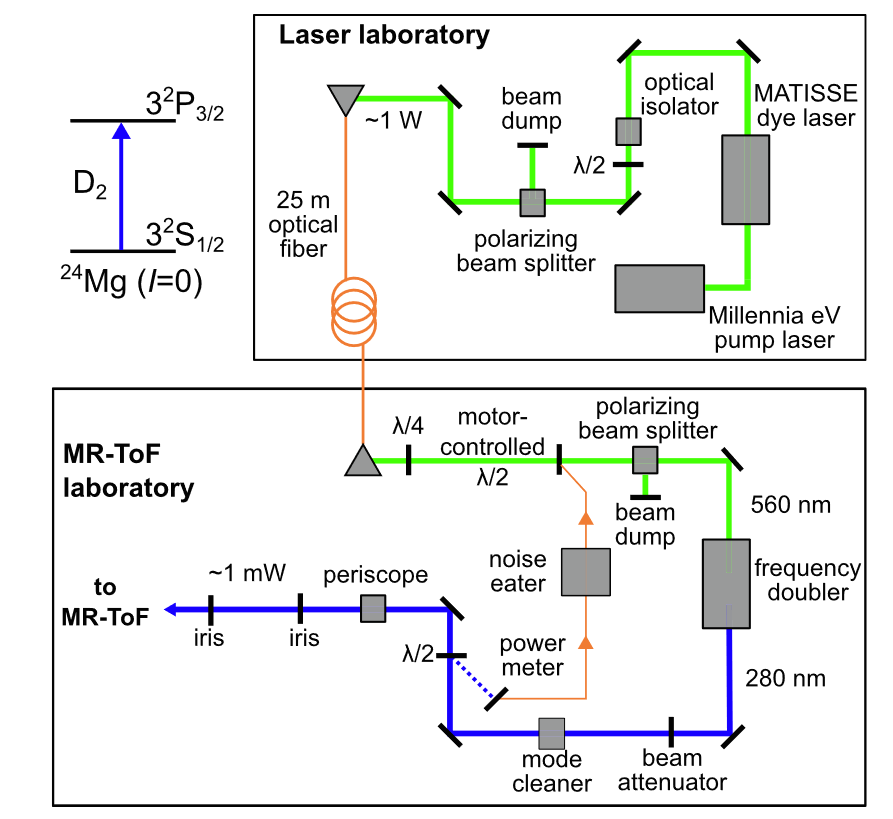 Laser laboratory
3²P₃/₂
D₂
3²S₁/₂
²⁴Mg (I=0)
~1 W
beam
dump
optical
isolator
MATISSE
dye laser
λ/2
25 m
optical
fiber
polarizing
beam splitter
Millennia eV
pump laser
MR-ToF
laboratory
λ/4
motor-
controlled
λ/2
polarizing
beam splitter
beam
dump
560 nm
noise
eater
frequency
doubler
to
MR-ToF
~1 mW
periscope
iris
iris
λ/2
power
meter
280 nm
mode
cleaner
beam
attenuator